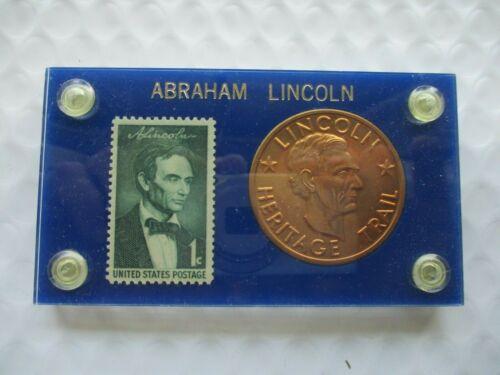 ABRAHAM LINCOLN
A. Lincoln
1c
UNITED STATES POSTAGE
★ LINCOLN ★
HERITAGE TRAIL